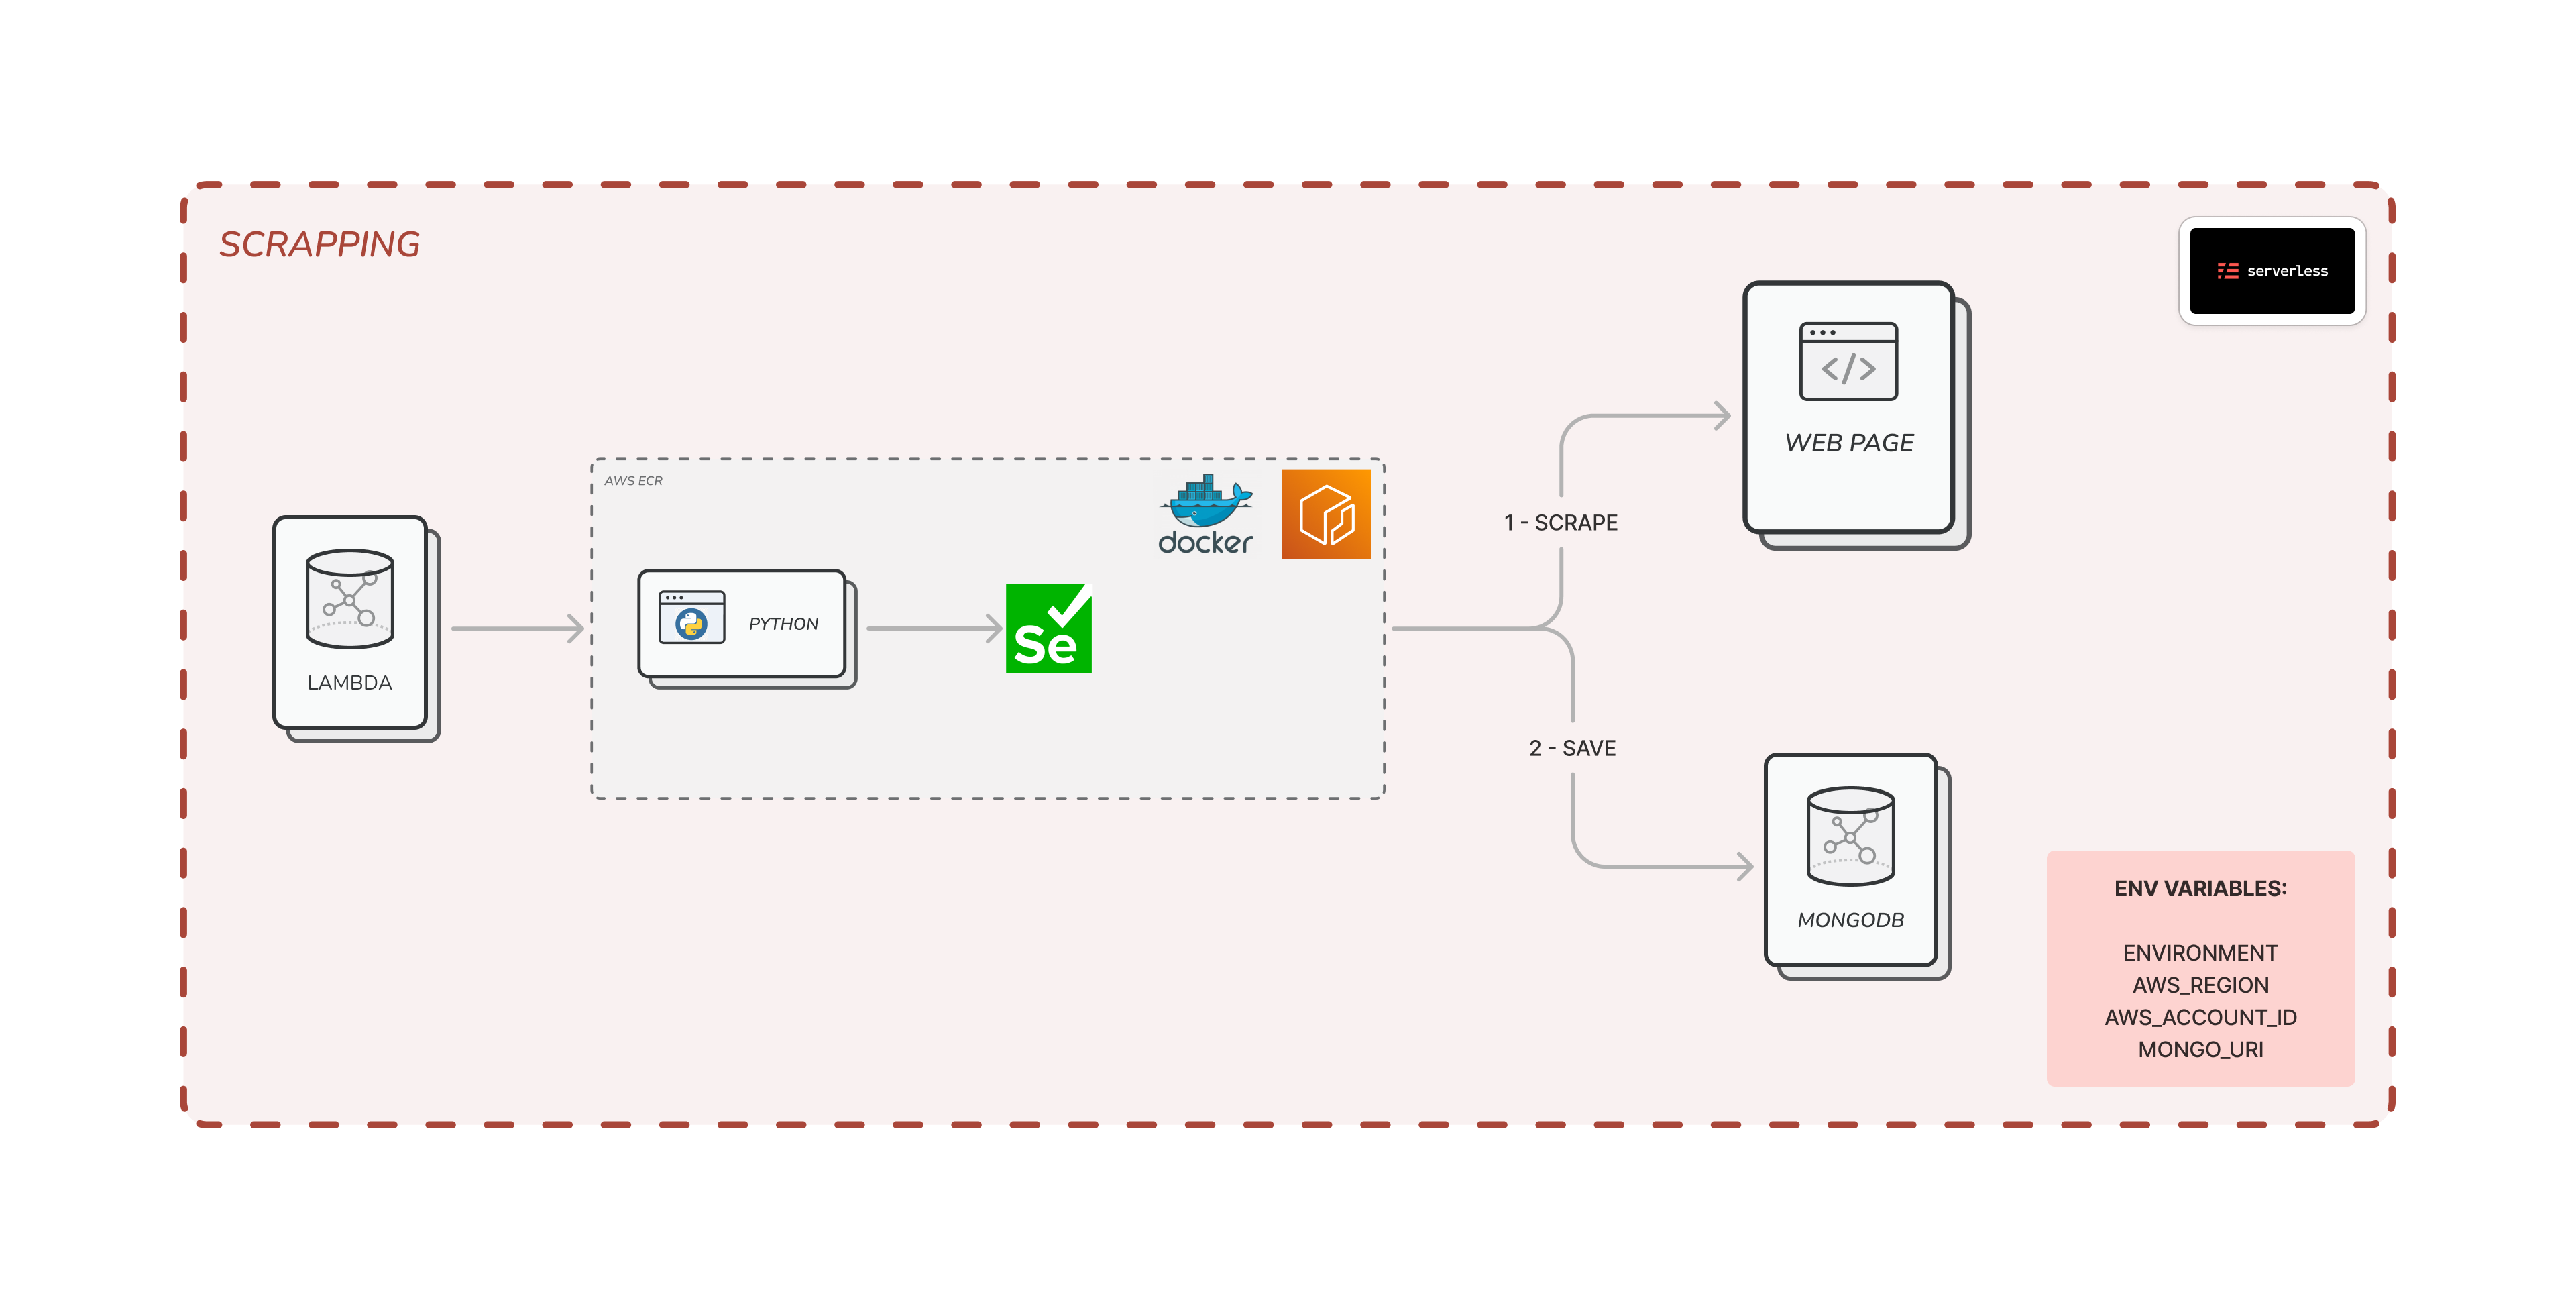 SCRAPPING
serverless
</>
WEB PAGE
AWS ECR
docker
1 - SCRAPE
PYTHON
Se
LAMBDA
2 - SAVE
MONGODB
ENV VARIABLES:
ENVIRONMENT
AWS_REGION
AWS_ACCOUNT_ID
MONGO_URI